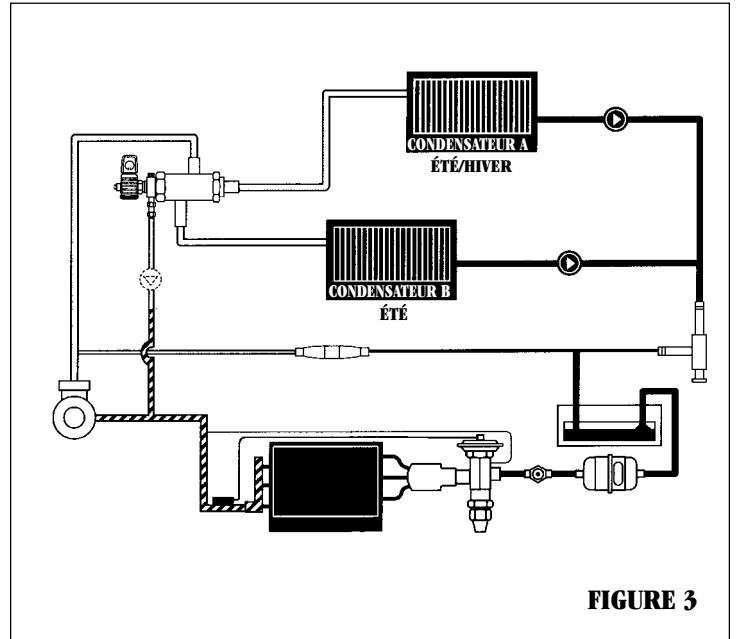 CONDENSATEUR A
ÉTÉ/HIVER
CONDENSATEUR B
ÉTÉ
FIGURE 3